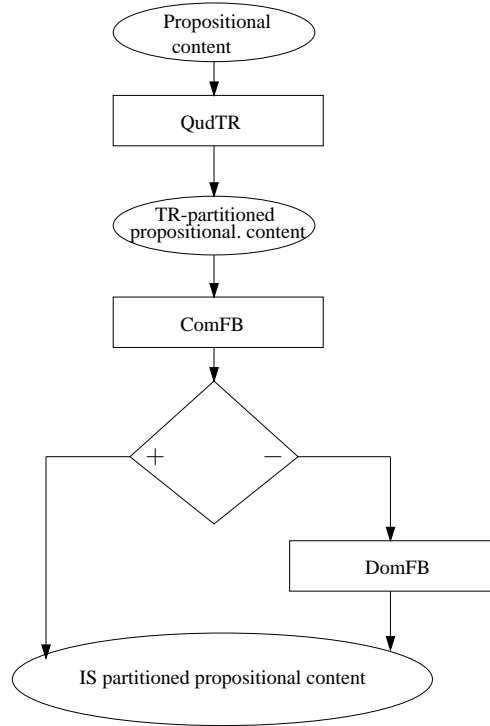 Propositional
content
QudTR
TR-partitioned
propositional. content
ComFB
+ −
DomFB
IS partitioned propositional content